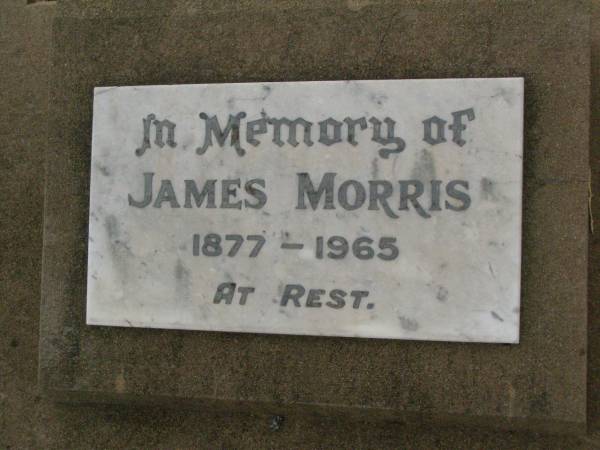 In Memory of
JAMES MORRIS
1877 - 1965
AT REST.